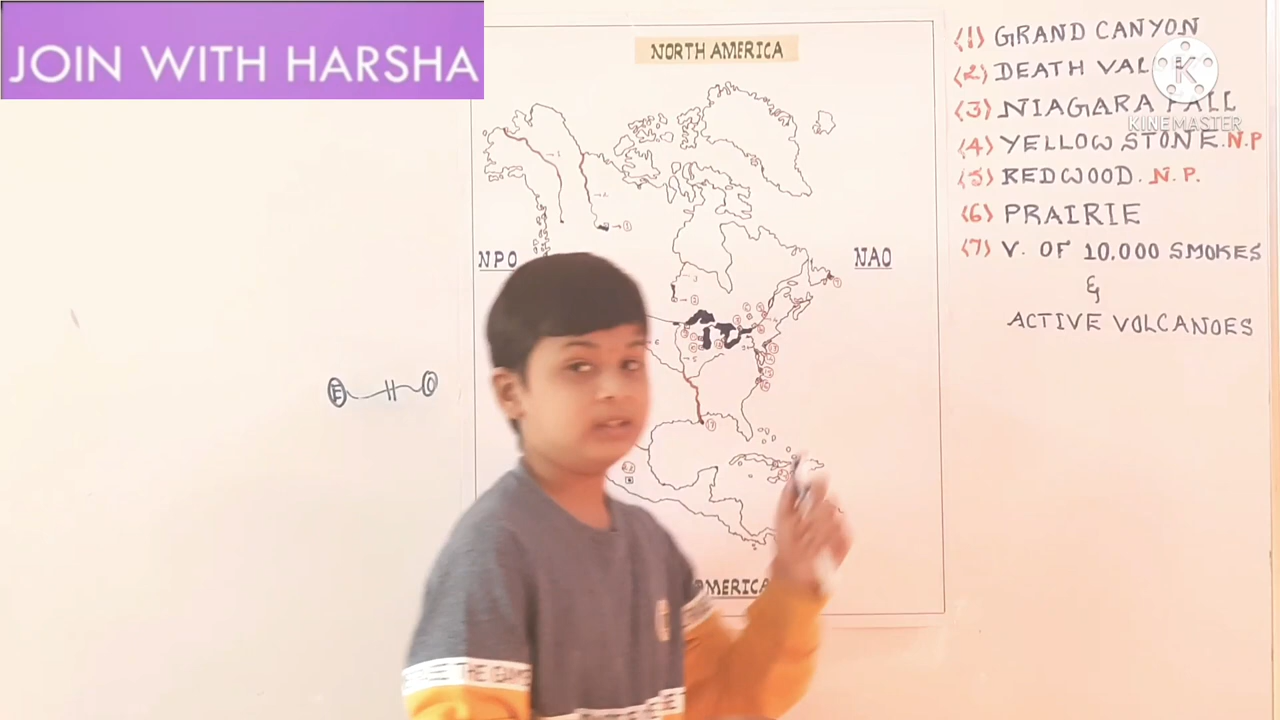 JOIN WITH HARSHA
NORTH AMERICA
NPO
NAO
AMERICA
E
(1) GRAND CANYON
(2) DEATH VAL
(3) NIAGARA FALL
(4) YELLOW STONE. N.P
(5) REDWOOD. N.P.
(6) PRAIRIE
(7) V. OF 10,000 SMOKES
&
ACTIVE VOLCANOES
K
KINEMASTER